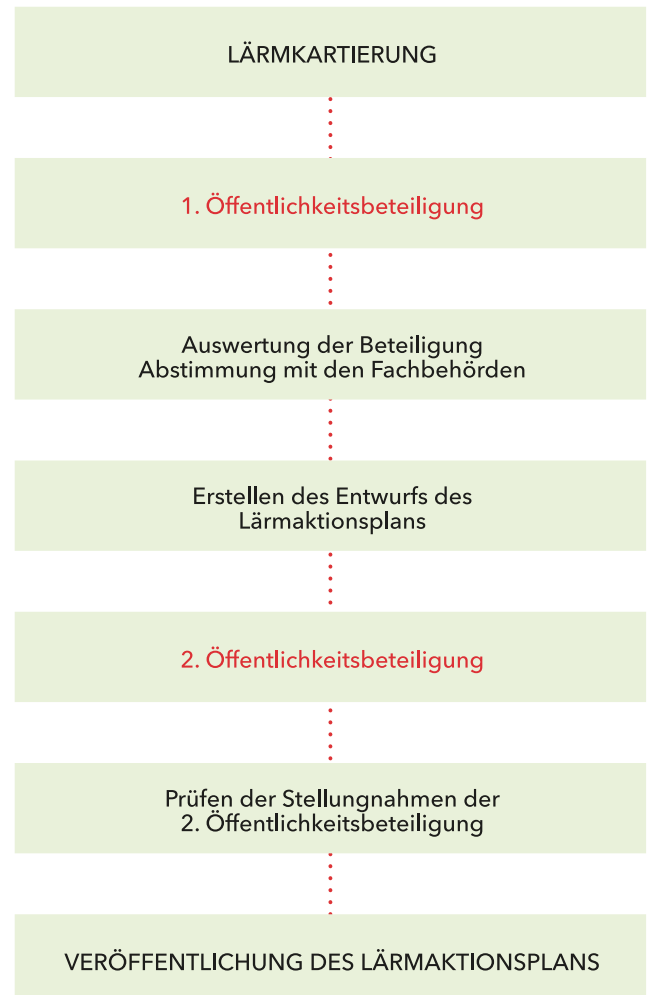 LÄRMKARTIERUNG
1. Öffentlichkeitsbeteiligung
Auswertung der Beteiligung
Abstimmung mit den Fachbehörden
Erstellen des Entwurfs des
Lärmaktionsplans
2. Öffentlichkeitsbeteiligung
Prüfen der Stellungnahmen der
2. Öffentlichkeitsbeteiligung
VERÖFFENTLICHUNG DES LÄRMAKTIONSPLANS